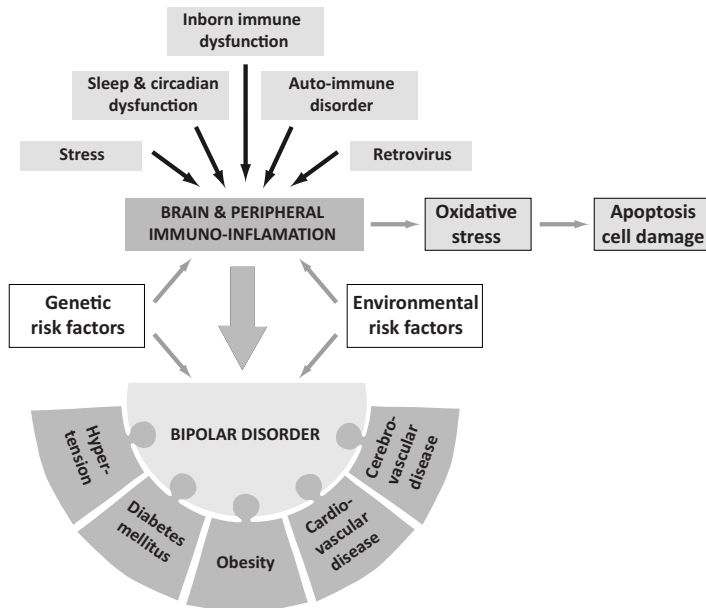 Inborn immune
dysfunction
Sleep & circadian
dysfunction
Auto-immune
disorder
Stress
Retrovirus
BRAIN & PERIPHERAL
IMMUNO-INFLAMATION
Oxidative
stress
Apoptosis
cell damage
Genetic
risk factors
Environmental
risk factors
BIPOLAR DISORDER
Hyper-
tension
Diabetes
mellitus
Obesity
Cardio-
vascular
disease
Cerebro-
vascular
disease